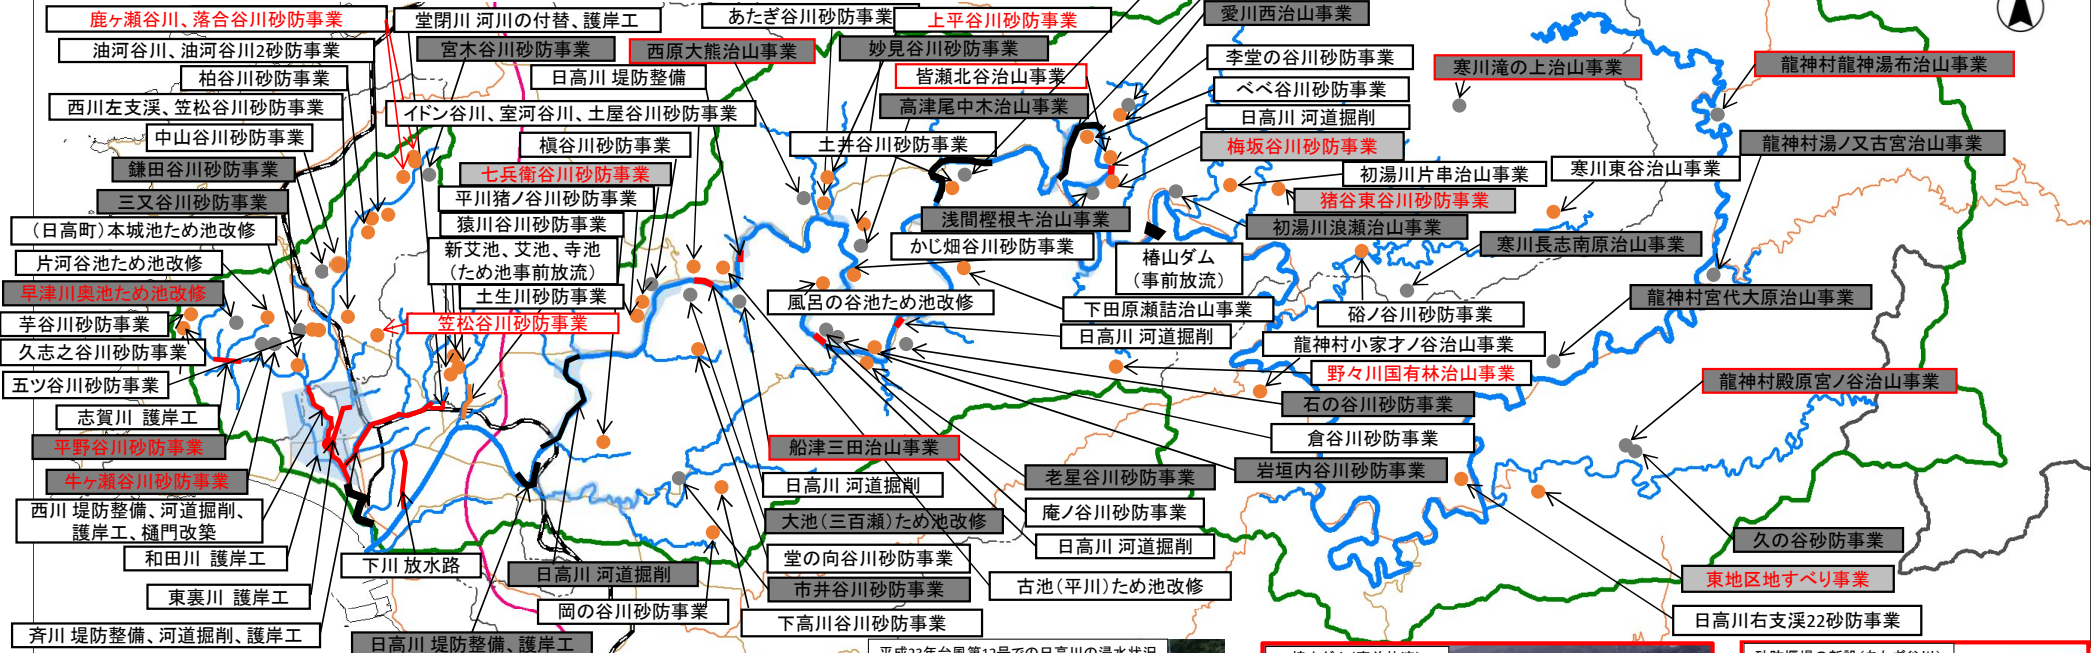 鹿ヶ瀬谷川、落合谷川砂防事業
堂閉川 河川の付替、護岸工
あたぎ谷川砂防事業
上平谷川砂防事業
愛川西治山事業
油河谷川、油河谷川2砂防事業
宮木谷川砂防事業
西原大熊治山事業
妙見谷川砂防事業
李堂の谷川砂防事業
寒川滝の上治山事業
龍神村龍神湯布治山事業
柏谷川砂防事業
日高川 堤防整備
皆瀬北谷治山事業
べべ谷川砂防事業
西川左支渓、笠松谷川砂防事業
イドン谷川、室河谷川、土屋谷川砂防事業
高津尾中木治山事業
日高川 河道掘削
中山谷川砂防事業
槇谷川砂防事業
土井谷川砂防事業
梅坂谷川砂防事業
龍神村湯ノ又古宮治山事業
鎌田谷川砂防事業
七兵衛谷川砂防事業
初湯川片串治山事業
寒川東谷治山事業
三又谷川砂防事業
平川猪ノ谷川砂防事業
猪谷東谷川砂防事業
(日高町)本城池ため池改修
猿川谷川砂防事業
浅間樫根キ治山事業
初湯川浪瀬治山事業
片河谷池ため池改修
新艾池、艾池、寺池
(ため池事前放流)
かじ畑谷川砂防事業
椿山ダム
(事前放流)
寒川長志南原治山事業
早津川奥池ため池改修
土生川砂防事業
風呂の谷池ため池改修
下田原瀬詰治山事業
硲ノ谷川砂防事業
龍神村宮代大原治山事業
芋谷川砂防事業
笠松谷川砂防事業
日高川 河道掘削
久志之谷川砂防事業
龍神村小家才ノ谷治山事業
五ツ谷川砂防事業
野々川国有林治山事業
龍神村殿原宮ノ谷治山事業
志賀川 護岸工
石の谷川砂防事業
平野谷川砂防事業
船津三田治山事業
倉谷川砂防事業
牛ヶ瀬谷川砂防事業
日高川 河道掘削
老星谷川砂防事業
岩垣内谷川砂防事業
西川 堤防整備、河道掘削、
護岸工、樋門改築
大池(三百瀬)ため池改修
庵ノ谷川砂防事業
久の谷砂防事業
和田川 護岸工
下川 放水路
日高川 河道掘削
堂の向谷川砂防事業
日高川 河道掘削
東裏川 護岸工
岡の谷川砂防事業
市井谷川砂防事業
古池(平川)ため池改修
東地区地すべり事業
斉川 堤防整備、河道掘削、護岸工
日高川 堤防整備、護岸工
下高川谷川砂防事業
日高川右支渓22砂防事業
平成23年台風第12号での日高川の浸水状況